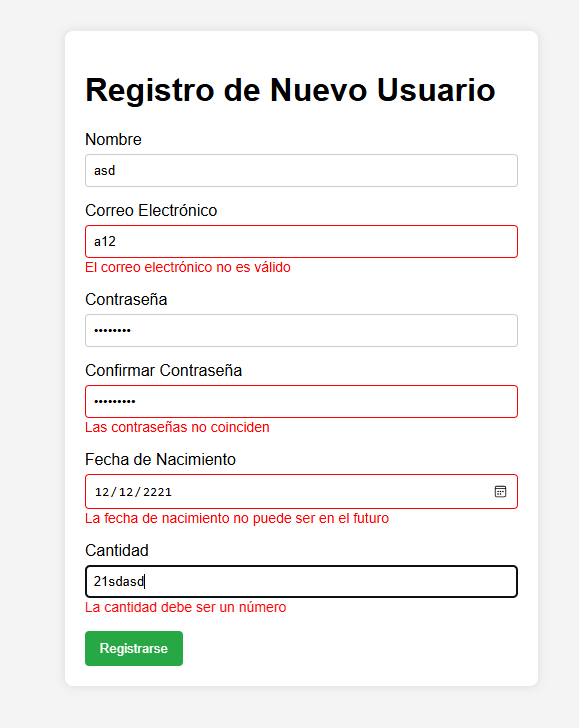 Registro de Nuevo Usuario
Nombre
asd
Correo Electrónico
a12
El correo electrónico no es válido
Contraseña
••••••••
Confirmar Contraseña
•••••••••
Las contraseñas no coinciden
Fecha de Nacimiento
12/12/2221
La fecha de nacimiento no puede ser en el futuro
Cantidad
21sdasd
La cantidad debe ser un número
Registrarse